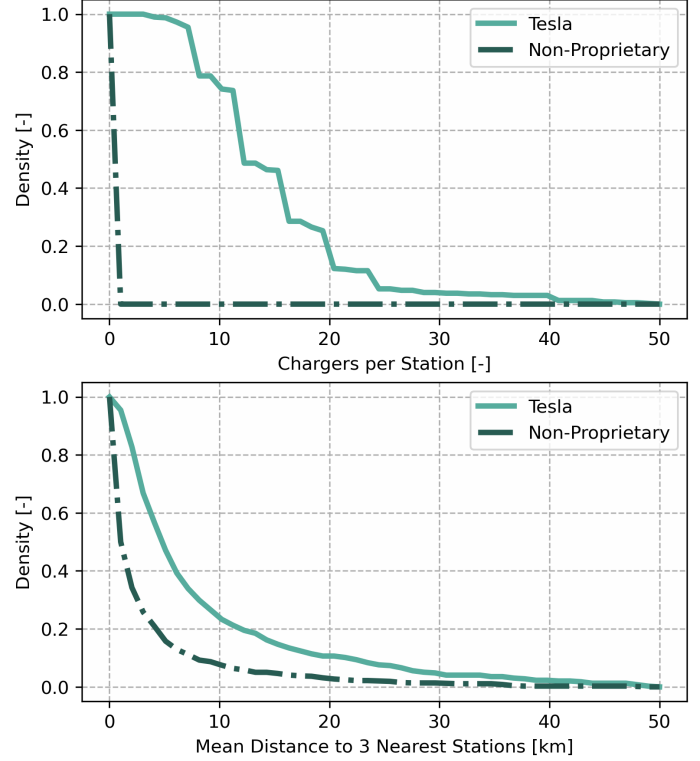 Density [-]
1.0
0.8
0.6
0.4
0.2
0.0
Tesla
Non-Proprietary
0 10 20 30 40 50
Chargers per Station [-]
Density [-]
1.0
0.8
0.6
0.4
0.2
0.0
Tesla
Non-Proprietary
0 10 20 30 40 50
Mean Distance to 3 Nearest Stations [km]